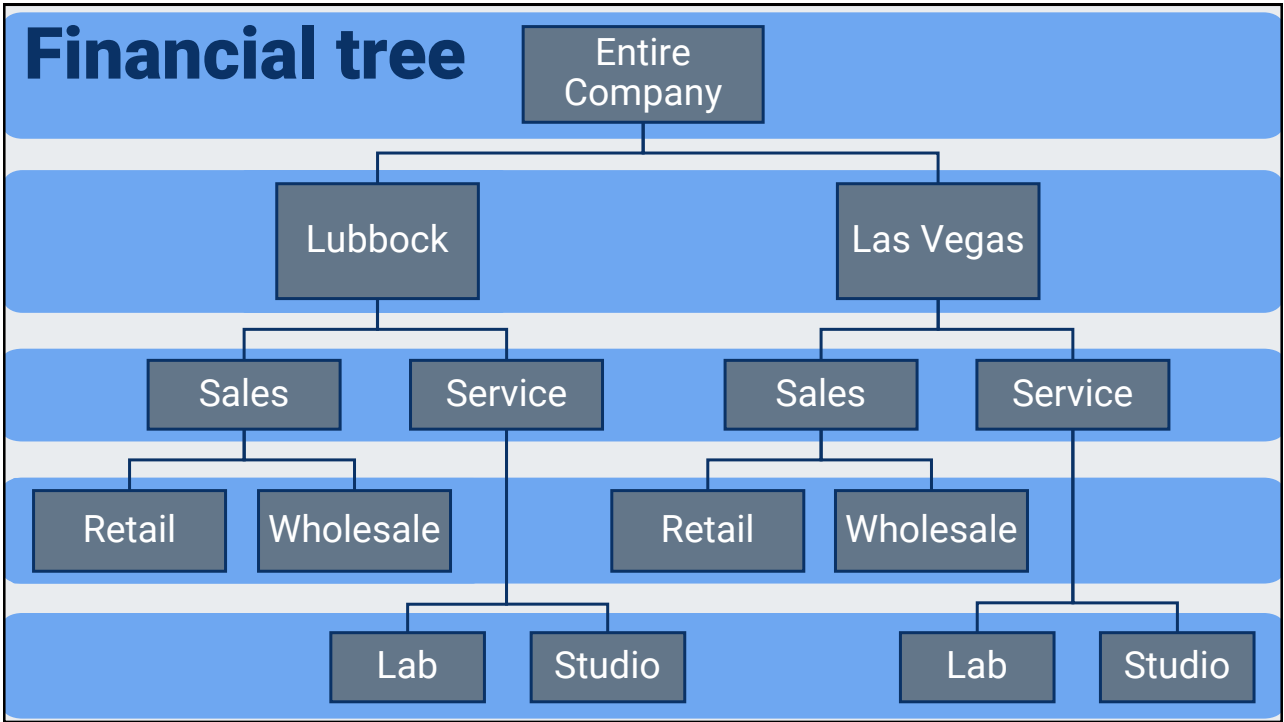 Financial tree
Entire
Company
Lubbock
Las Vegas
Sales
Service
Sales
Service
Retail
Wholesale
Retail
Wholesale
Lab
Studio
Lab
Studio